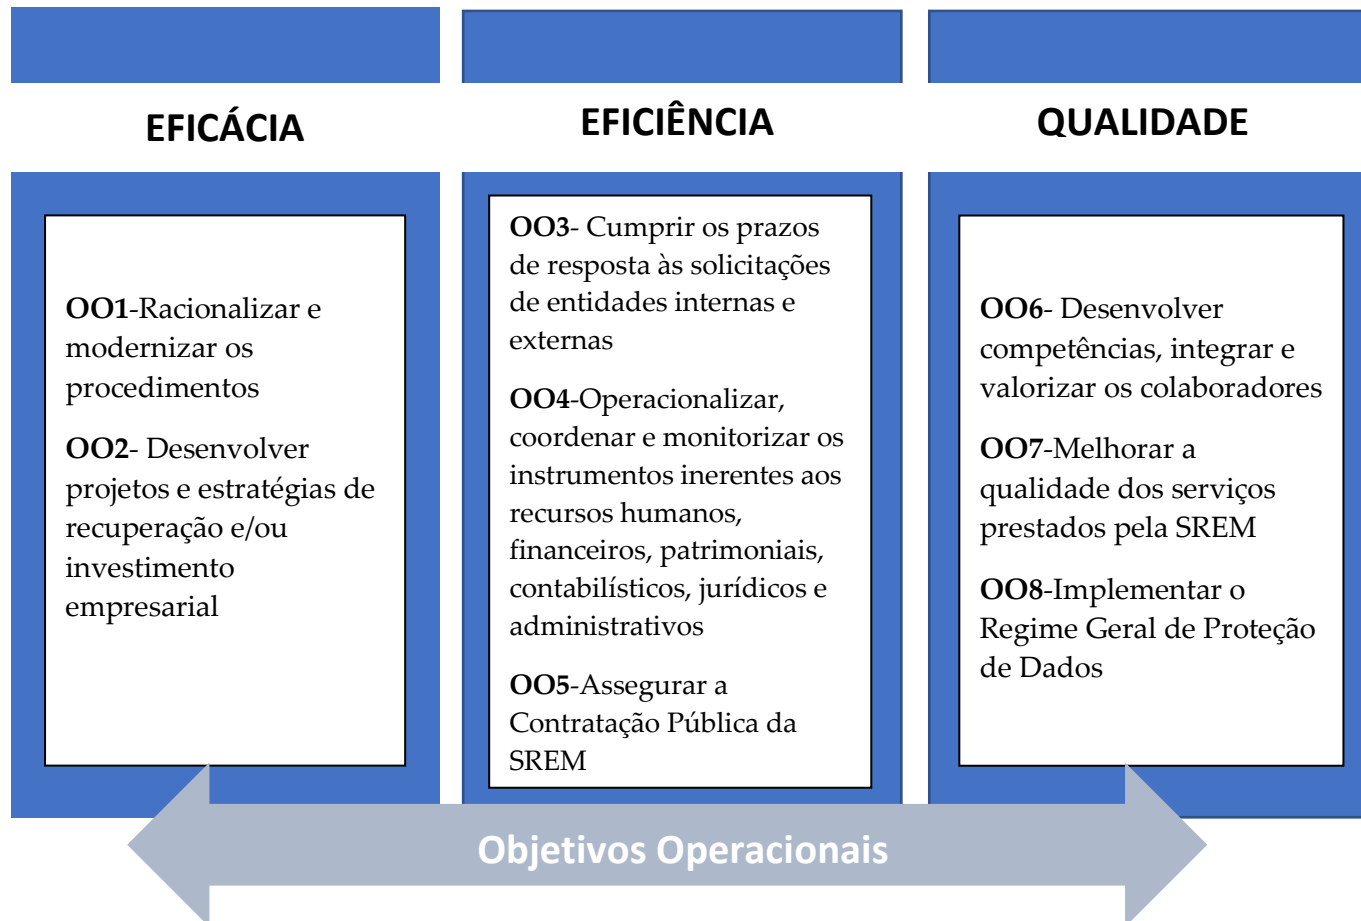 EFICÁCIA
OO1-Racionalizar e
modernizar os
procedimentos
OO2- Desenvolver
projetos e estratégias de
recuperação e/ou
investimento
empresarial
EFICIÊNCIA
OO3- Cumprir os prazos
de resposta às solicitações
de entidades internas e
externas
OO4-Operacionalizar,
coordenar e monitorizar os
instrumentos inerentes aos
recursos humanos,
financeiros, patrimoniais,
contabilísticos, jurídicos e
administrativos
OO5-Assegurar a
Contratação Pública da
SREM
QUALIDADE
OO6- Desenvolver
competências, integrar e
valorizar os colaboradores
OO7-Melhorar a
qualidade dos serviços
prestados pela SREM
OO8-Implementar o
Regime Geral de Proteção
de Dados
Objetivos Operacionais